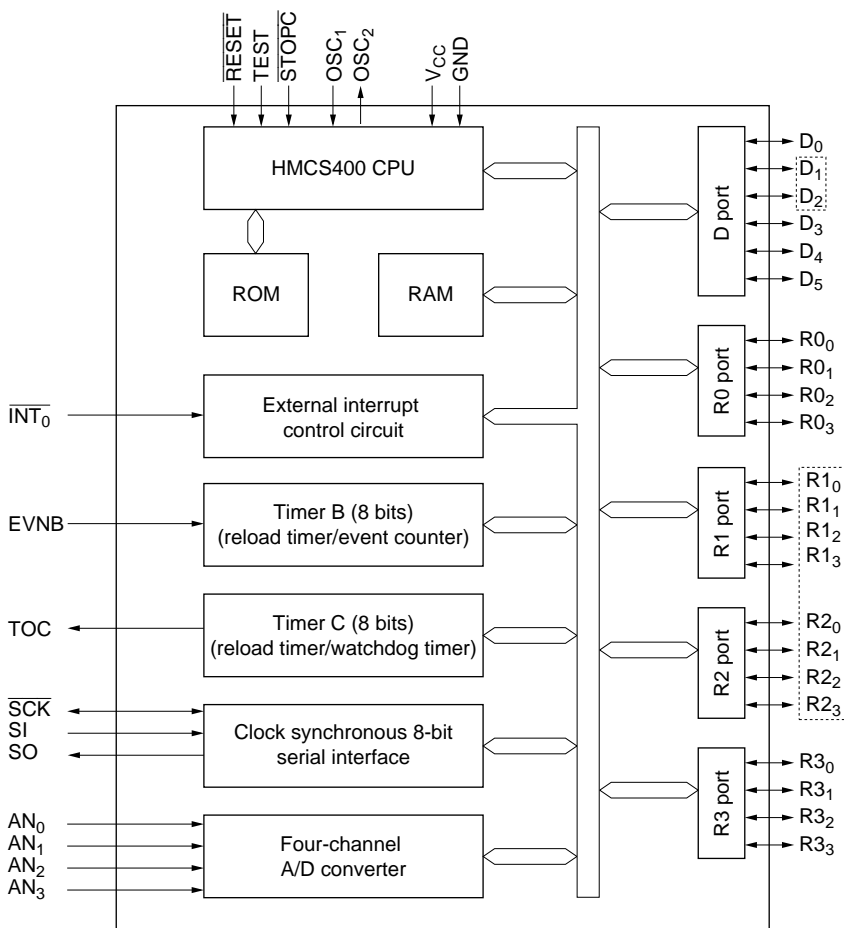 RESET
TEST
STOPC
OSC1
OSC2
VCC
GND
HMCS400 CPU
ROM
RAM
INT0
External interrupt
control circuit
EVNB
Timer B (8 bits)
(reload timer/event counter)
TOC
Timer C (8 bits)
(reload timer/watchdog timer)
SCK
SI
SO
Clock synchronous 8-bit
serial interface
AN0
AN1
AN2
AN3
Four-channel
A/D converter
D port
D0
D1
D2
D3
D4
D5
R0 port
R00
R01
R02
R03
R1 port
R10
R11
R12
R13
R2 port
R20
R21
R22
R23
R3 port
R30
R31
R32
R33